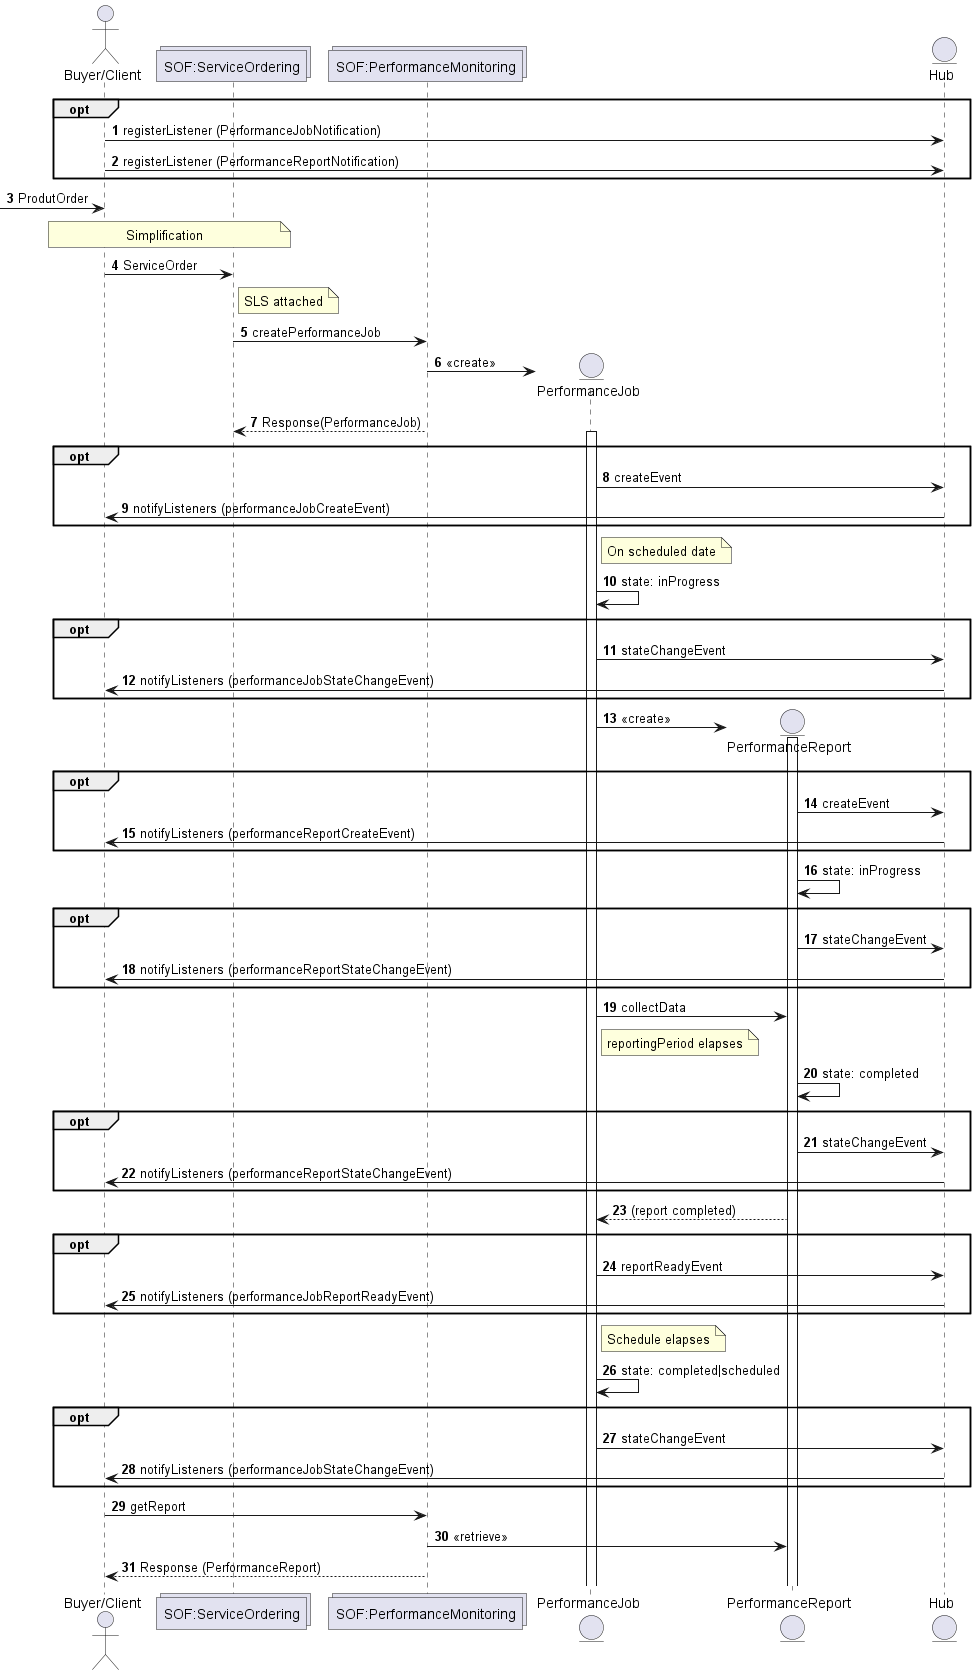 Buyer/Client
SOF:ServiceOrdering
SOF:PerformanceMonitoring
Hub
opt
1 registerListener (PerformanceJobNotification)
2 registerListener (PerformanceReportNotification)
3 ProdutOrder
Simplification
4 ServiceOrder
SLS attached
5 createPerformanceJob
6 «create»
PerformanceJob
7 Response(PerformanceJob)
opt
8 createEvent
9 notifyListeners (performanceJobCreateEvent)
On scheduled date
10 state: inProgress
opt
11 stateChangeEvent
12 notifyListeners (performanceJobStateChangeEvent)
13 «create»
PerformanceReport
opt
14 createEvent
15 notifyListeners (performanceReportCreateEvent)
16 state: inProgress
opt
17 stateChangeEvent
18 notifyListeners (performanceReportStateChangeEvent)
19 collectData
reportingPeriod elapses
20 state: completed
opt
21 stateChangeEvent
22 notifyListeners (performanceReportStateChangeEvent)
23 (report completed)
opt
24 reportReadyEvent
25 notifyListeners (performanceJobReportReadyEvent)
Schedule elapses
26 state: completed|scheduled
opt
27 stateChangeEvent
28 notifyListeners (performanceJobStateChangeEvent)
29 getReport
30 «retrieve»
31 Response (PerformanceReport)
Buyer/Client
SOF:ServiceOrdering
SOF:PerformanceMonitoring
PerformanceJob
PerformanceReport
Hub